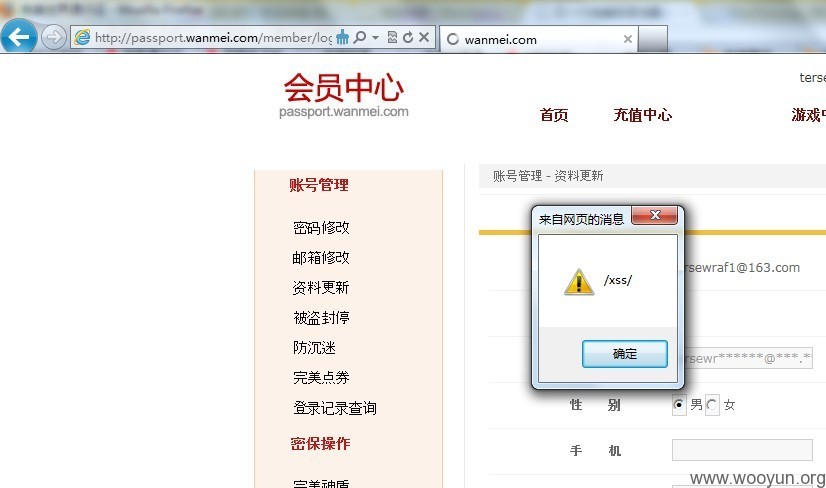 http://passport.wanmei.com/member/log
wanmei.com
会员中心
passport.wanmei.com
terse
首页
充值中心
游戏中
账号管理
密码修改
邮箱修改
资料更新
被盗封停
防沉迷
完美点券
登录记录查询
密保操作
完美神盾
账号管理 - 资料更新
来自网页的消息
/xss/
确定
rsewraf1@163.com
rsewr******@***.*
性 别
男
女
手 机
www.wooyun.org